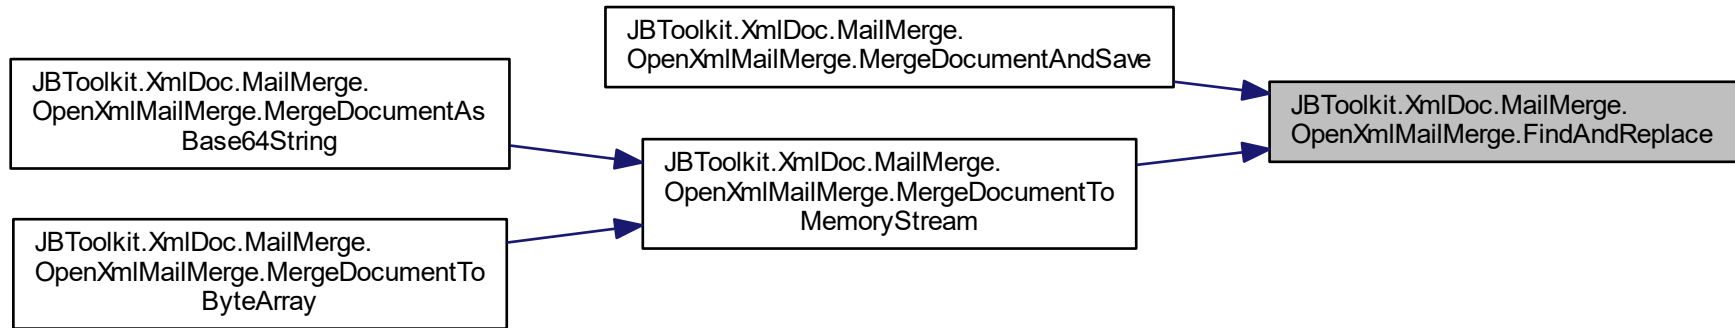 JBToolkit.XmlDoc.MailMerge.
OpenXmlMailMerge.MergeDocumentAndSave
JBToolkit.XmlDoc.MailMerge.
OpenXmlMailMerge.MergeDocumentAs
Base64String
JBToolkit.XmlDoc.MailMerge.
OpenXmlMailMerge.FindAndReplace
JBToolkit.XmlDoc.MailMerge.
OpenXmlMailMerge.MergeDocumentTo
MemoryStream
JBToolkit.XmlDoc.MailMerge.
OpenXmlMailMerge.MergeDocumentTo
ByteArray